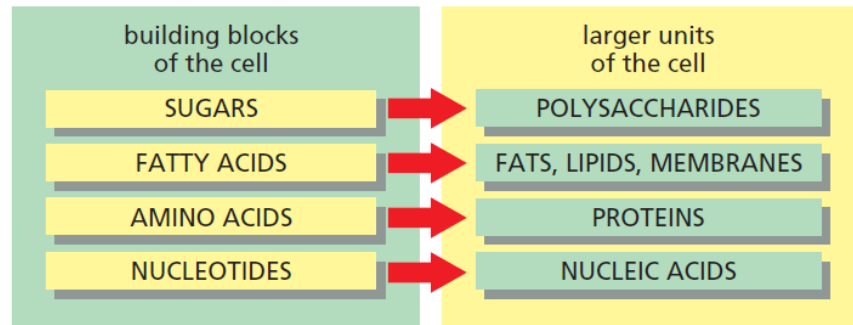 building blocks
of the cell
SUGARS
FATTY ACIDS
AMINO ACIDS
NUCLEOTIDES
larger units
of the cell
POLYSACCHARIDES
FATS, LIPIDS, MEMBRANES
PROTEINS
NUCLEIC ACIDS